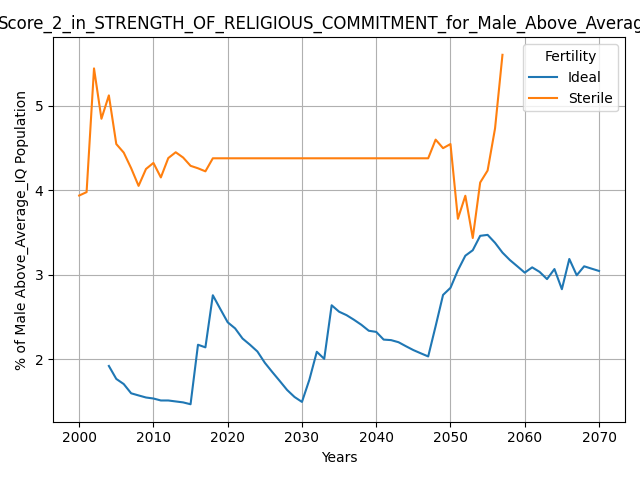 Score_2_in_STRENGTH_OF_RELIGIOUS_COMMITMENT_for_Male_Above_Averag
% of Male Above_Average_IQ Population
5
4
3
2
Fertility
Ideal
Sterile
2000 2010 2020 2030 2040 2050 2060 2070
Years